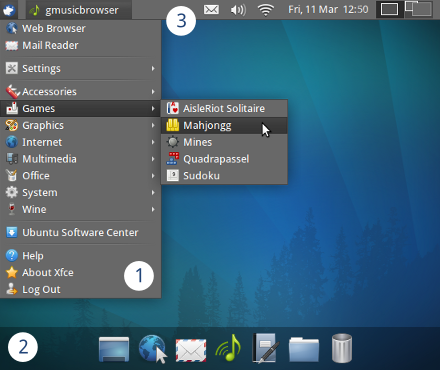 gmusicbrowser
3
Fri, 11 Mar 12:50
Web Browser
Mail Reader
Settings
Accessories
Games
Graphics
Internet
Multimedia
Office
System
Wine
Ubuntu Software Center
Help
About Xfce
Log Out
AisleRiot Solitaire
Mahjongg
Mines
Quadrapassel
Sudoku
1
2